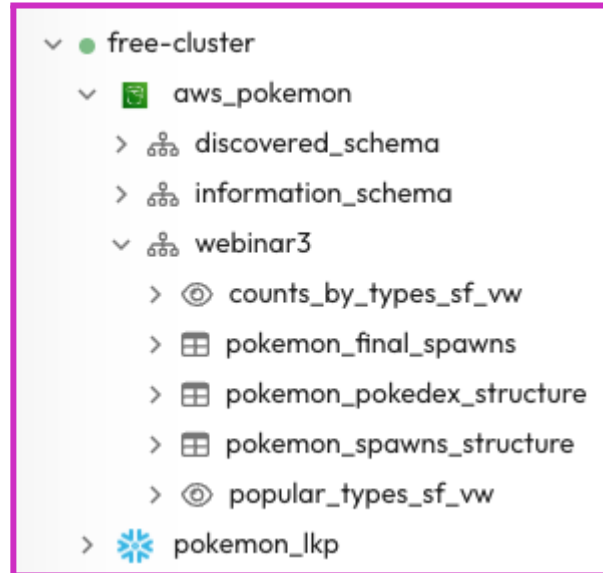 free-cluster
aws_pokemon
discovered_schema
information_schema
webinar3
counts_by_types_sf_vw
pokemon_final_spawns
pokemon_pokedex_structure
pokemon_spawns_structure
popular_types_sf_vw
pokemon_lkp